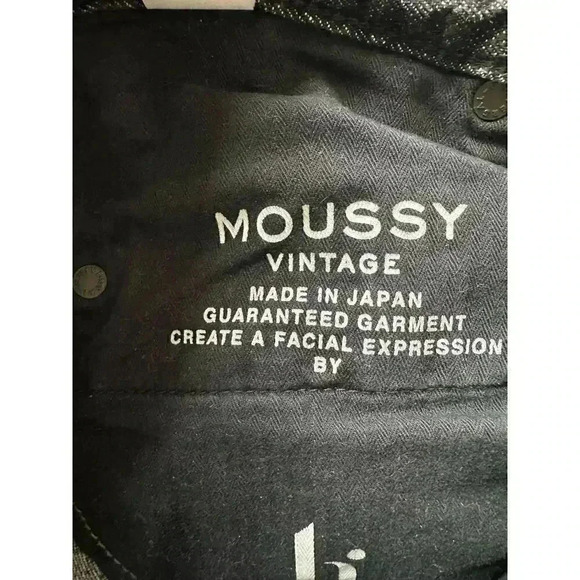 MOUSSY
VINTAGE
MADE IN JAPAN
GUARANTEED GARMENT
CREATE A FACIAL EXPRESSION
BY